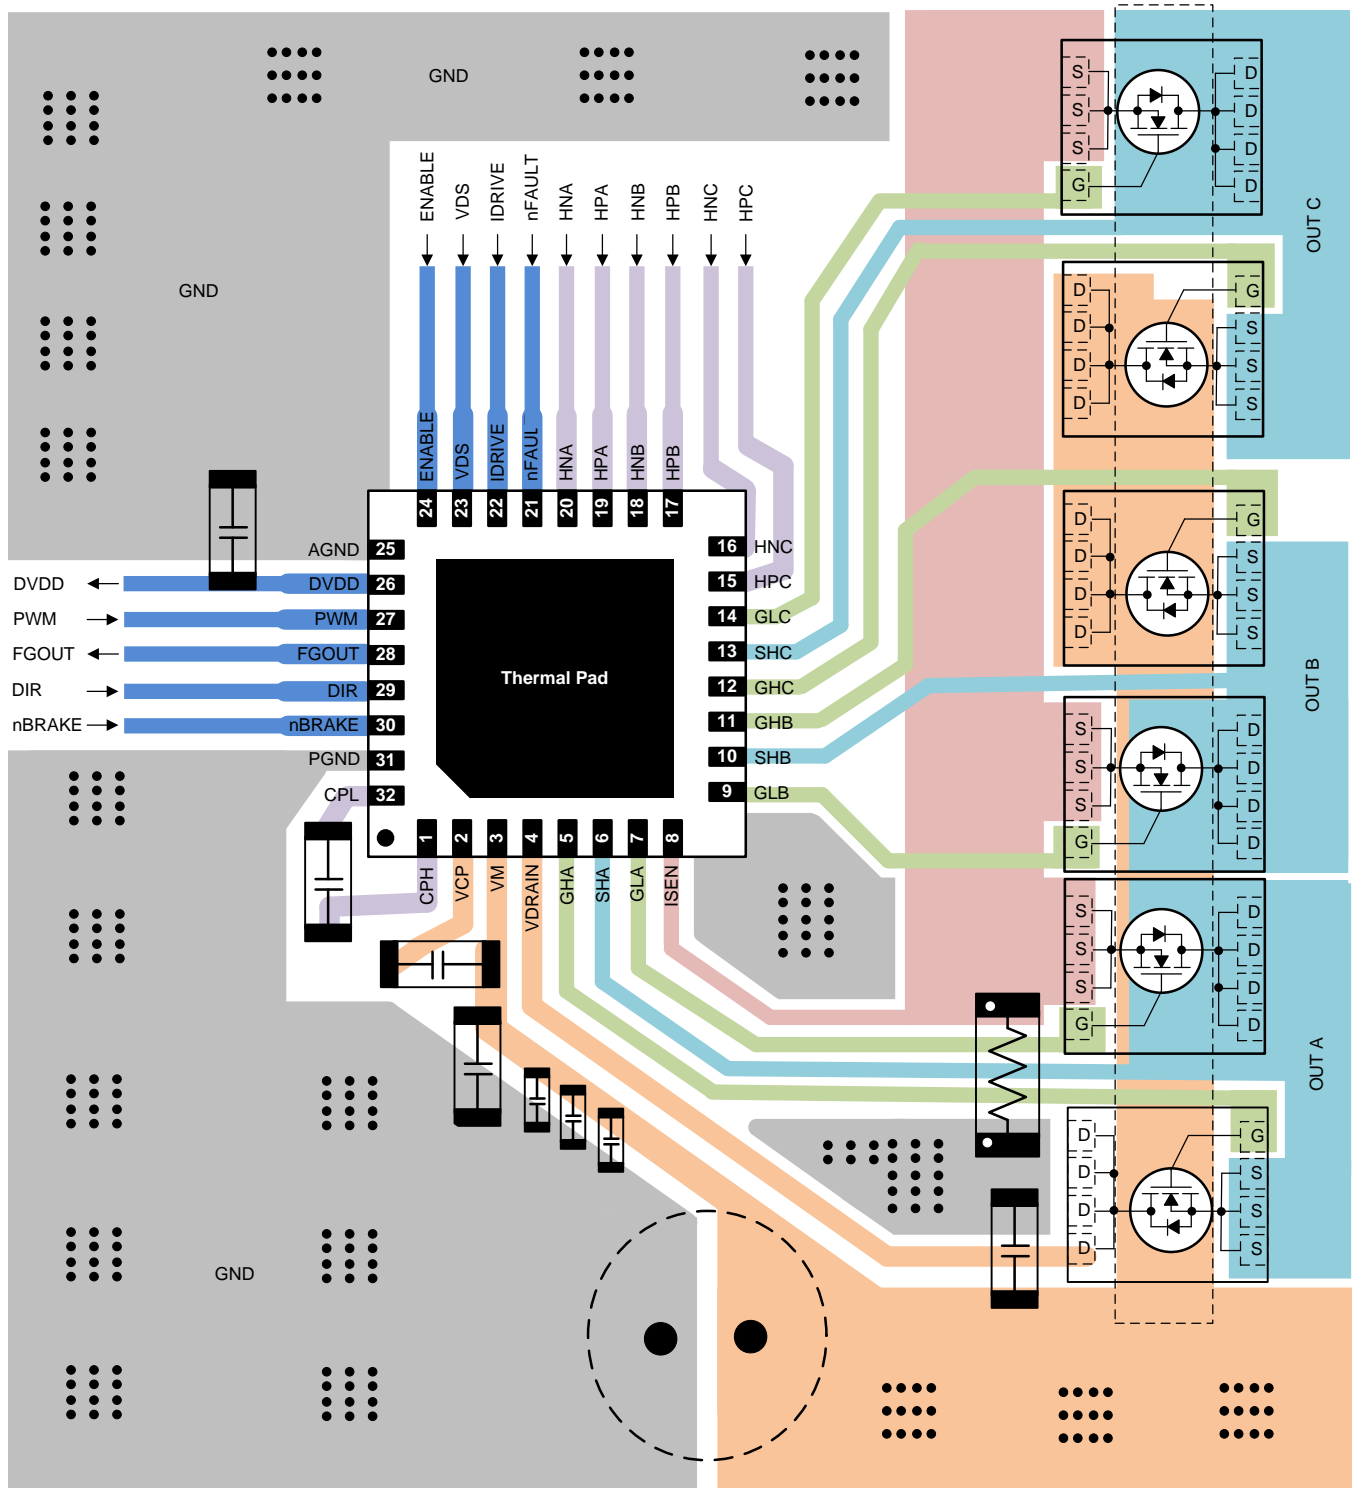 GND
GND
GND
ENABLE
VDS
IDRIVE
nFAULT
HNA
HPA
HNB
HPB
HNC
HPC
ENABLE
VDS
IDRIVE
nFAUL
HNA
HPA
HNB
HPB
24
23
22
21
20
19
18
17
AGND 25
DVDD DVDD 26
PWM PWM 27
FGOUT FGOUT 28
DIR DIR 29
nBRAKE nBRAKE 30
PGND 31
CPL 32
Thermal Pad
16 HNC
15 HPC
14 GLC
13 SHC
12 GHC
11 GHB
10 SHB
9 GLB
1
2
3
4
5
6
7
8
CPH
VCP
VM
VDRAIN
GHA
SHA
GLA
ISEN
S D
S D
S D
G D
OUT C
D G
D S
D S
D S
D G
D S
D S
D S
OUT B
S D
S D
S D
G D
S D
S D
S D
G D
OUT A
D G
D S
D S
D S